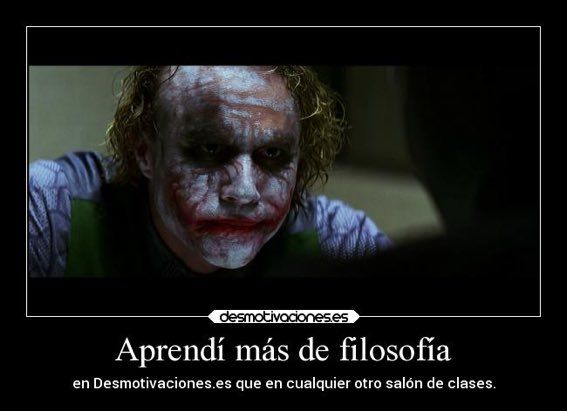 desmotivaciones.es
Aprendí más de filosofía
en Desmotivaciones.es que en cualquier otro salón de clases.